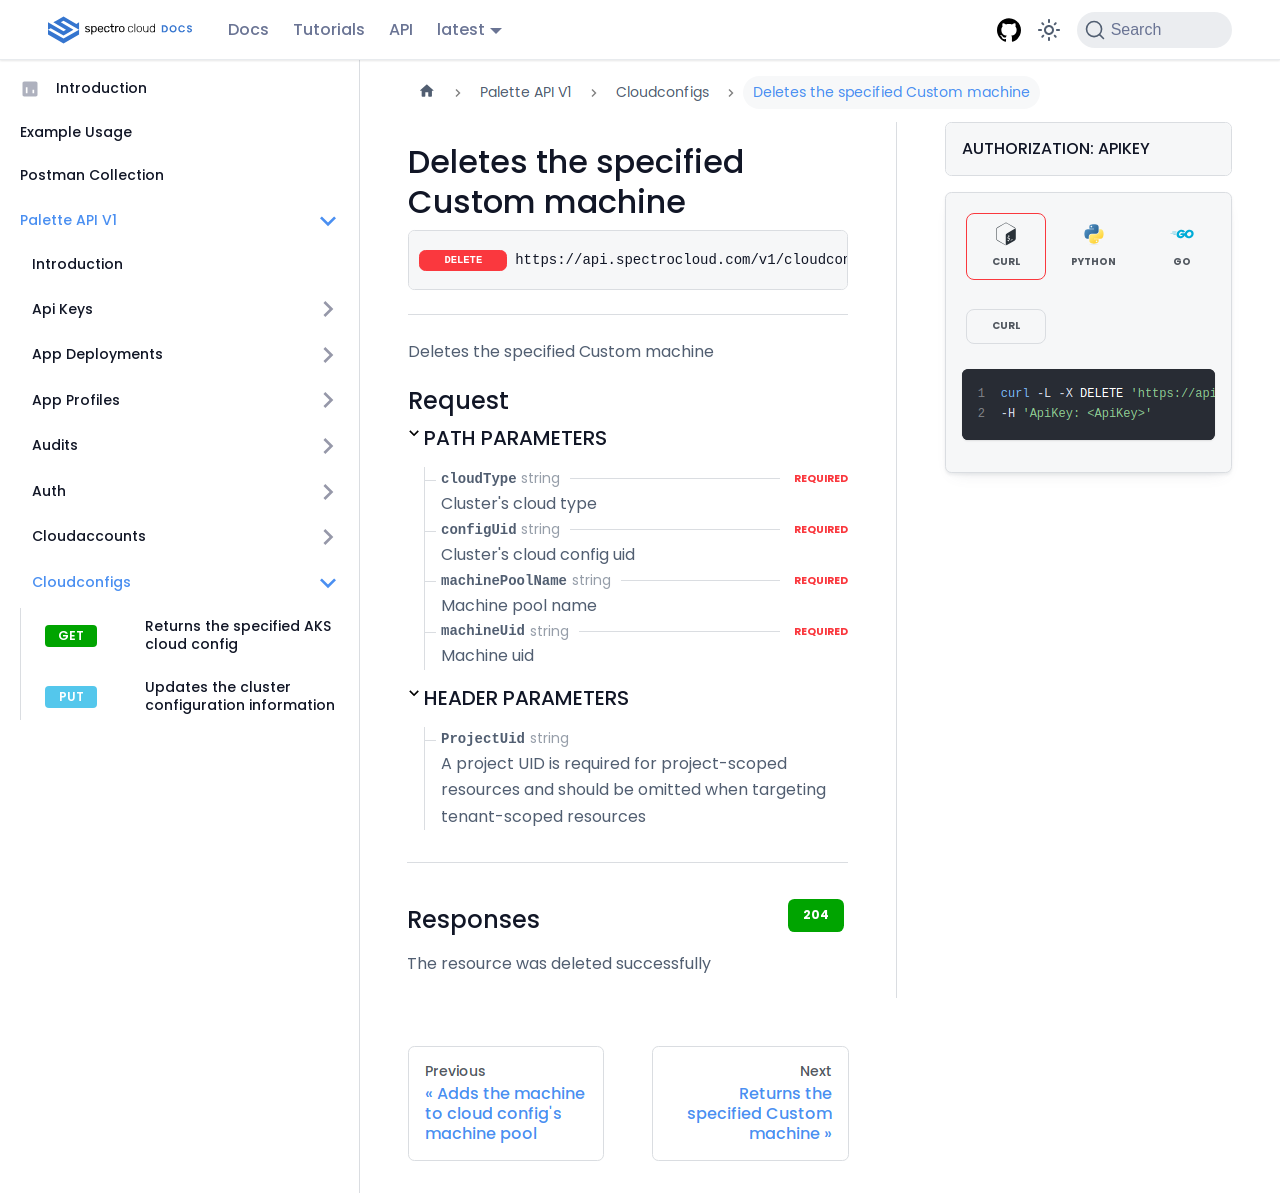 spectro cloud DOCS
Docs
Tutorials
API
latest
Search
Introduction
Example Usage
Postman Collection
Palette API V1
Introduction
Api Keys
App Deployments
App Profiles
Audits
Auth
Cloudaccounts
Cloudconfigs
GET
Returns the specified AKS
cloud config
PUT
Updates the cluster
configuration information
Palette API V1
Cloudconfigs
Deletes the specified Custom machine
Deletes the specified
Custom machine
DELETE
https://api.spectrocloud.com/v1/cloudcon
Deletes the specified Custom machine
Request
PATH PARAMETERS
cloudType string REQUIRED
Cluster's cloud type
configUid string REQUIRED
Cluster's cloud config uid
machinePoolName string REQUIRED
Machine pool name
machineUid string REQUIRED
Machine uid
HEADER PARAMETERS
ProjectUid string
A project UID is required for project-scoped
resources and should be omitted when targeting
tenant-scoped resources
Responses
204
The resource was deleted successfully
Previous
« Adds the machine
to cloud config's
machine pool
Next
Returns the
specified Custom
machine »
AUTHORIZATION: APIKEY
CURL
PYTHON
GO
CURL
1 curl -L -X DELETE 'https://api
2 -H 'ApiKey: <ApiKey>'